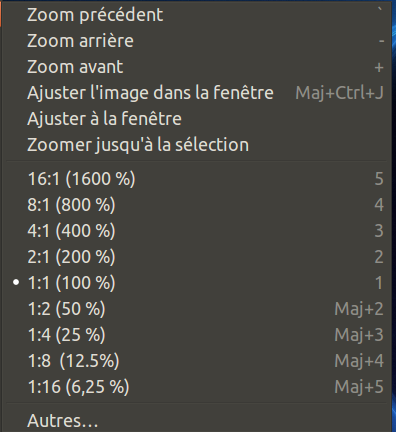 Zoom précédent `
Zoom arrière -
Zoom avant +
Ajuster l'image dans la fenêtre Maj+Ctrl+J
Ajuster à la fenêtre
Zoomer jusqu'à la sélection
16:1 (1600 %) 5
8:1 (800 %) 4
4:1 (400 %) 3
2:1 (200 %) 2
1:1 (100 %) 1
1:2 (50 %) Maj+2
1:4 (25 %) Maj+3
1:8 (12.5%) Maj+4
1:16 (6,25 %) Maj+5
Autres…